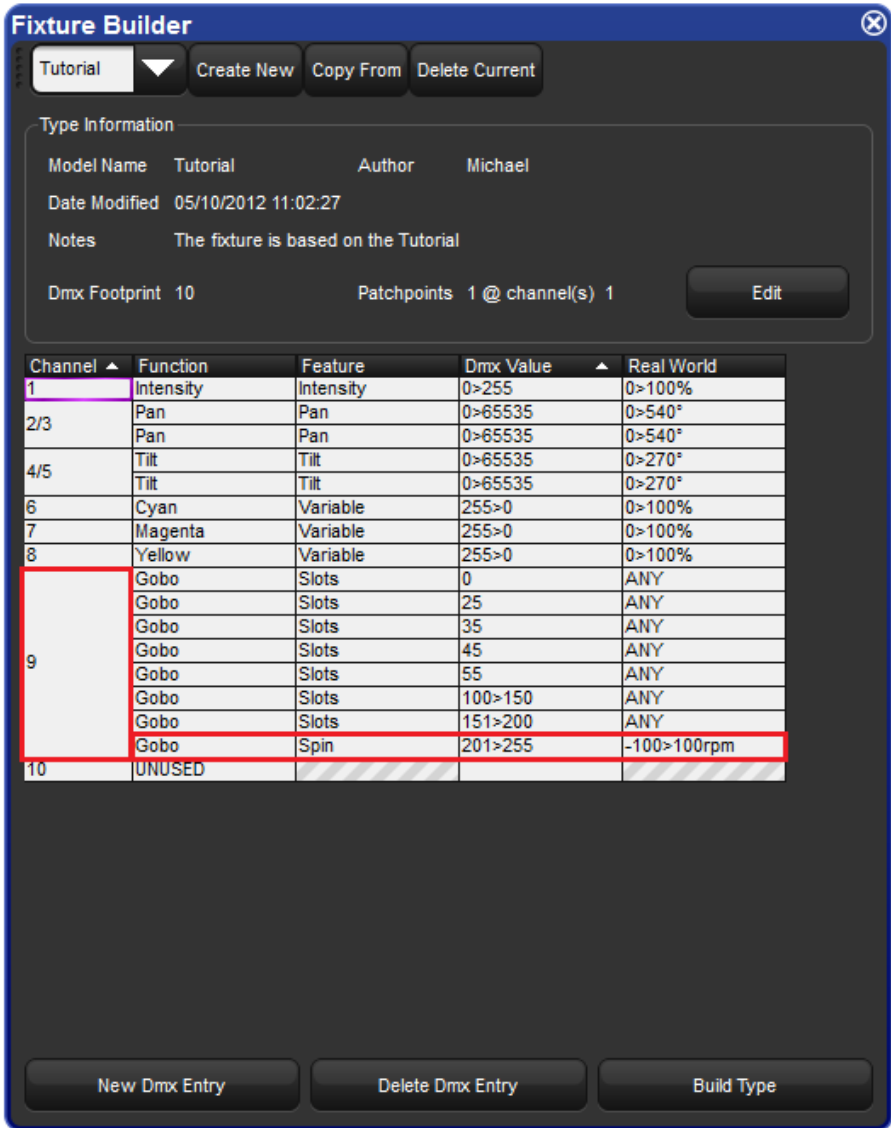 Fixture Builder
Tutorial Create New Copy From Delete Current
Type Information
Model Name Tutorial Author Michael
Date Modified 05/10/2012 11:02:27
Notes The fixture is based on the Tutorial
Dmx Footprint 10 Patchpoints 1 @ channel(s) 1 Edit
Channel Function Feature Dmx Value Real World
1 Intensity Intensity 0>255 0>100%
2/3 Pan Pan 0>65535 0>540°
Pan Pan 0>65535 0>540°
4/5 Tilt Tilt 0>65535 0>270°
Tilt Tilt 0>65535 0>270°
6 Cyan Variable 255>0 0>100%
7 Magenta Variable 255>0 0>100%
8 Yellow Variable 255>0 0>100%
9 Gobo Slots 0 ANY
Gobo Slots 25 ANY
Gobo Slots 35 ANY
Gobo Slots 45 ANY
Gobo Slots 55 ANY
Gobo Slots 100>150 ANY
Gobo Slots 151>200 ANY
Gobo Spin 201>255 -100>100rpm
10 UNUSED
New Dmx Entry Delete Dmx Entry Build Type